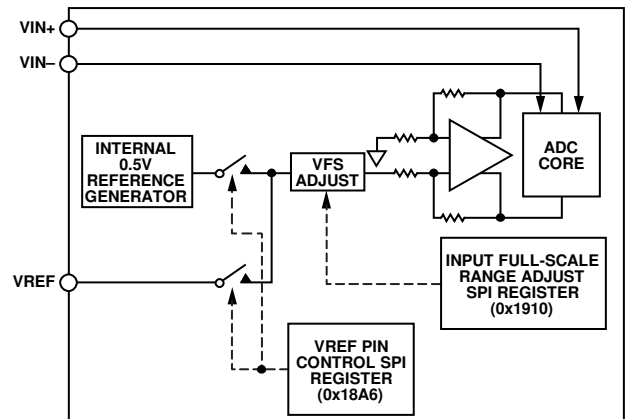 VIN+
VIN–
INTERNAL
0.5V
REFERENCE
GENERATOR
VFS
ADJUST
ADC
CORE
VREF
INPUT FULL-SCALE
RANGE ADJUST
SPI REGISTER
(0x1910)
VREF PIN
CONTROL SPI
REGISTER
(0x18A6)